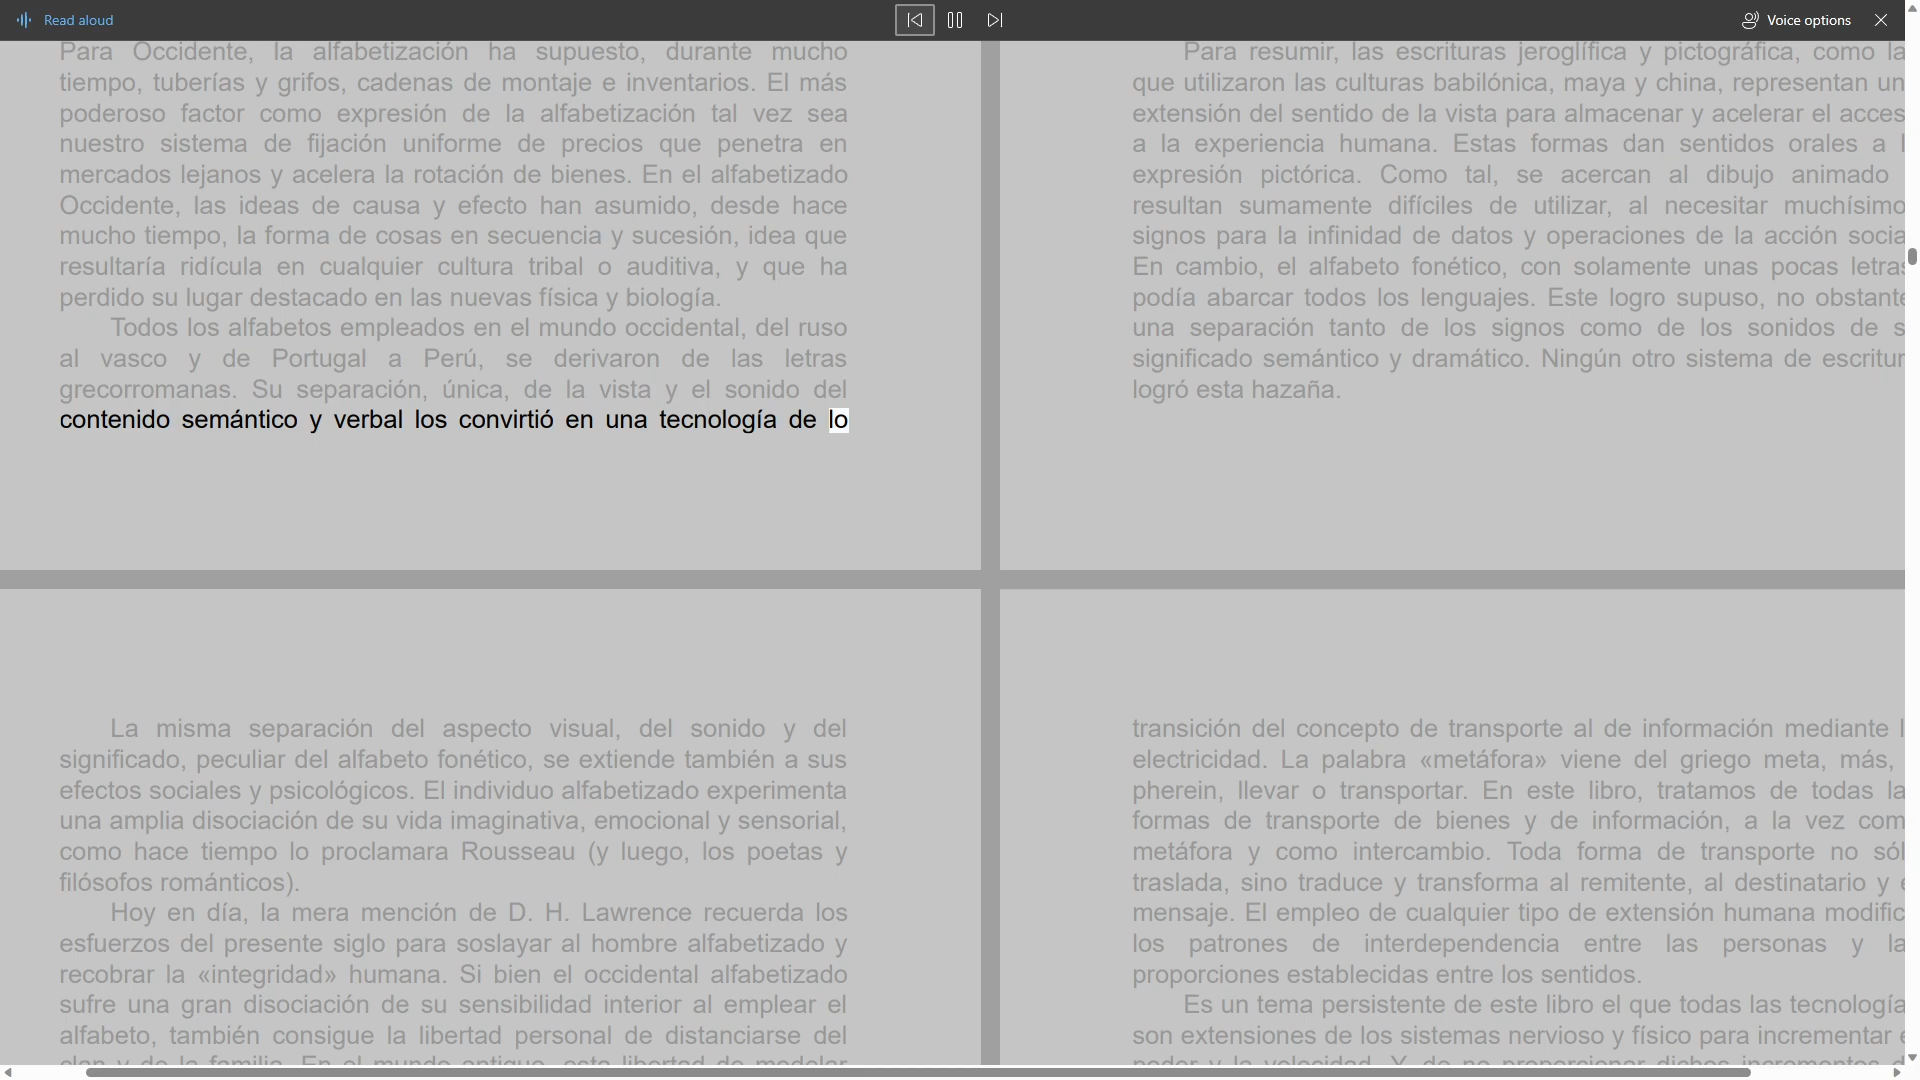 Read aloud
Voice options
Para Occidente, la alfabetización ha supuesto, durante mucho
tiempo, tuberías y grifos, cadenas de montaje e inventarios. El más
poderoso factor como expresión de la alfabetización tal vez sea
nuestro sistema de fijación uniforme de precios que penetra en
mercados lejanos y acelera la rotación de bienes. En el alfabetizado
Occidente, las ideas de causa y efecto han asumido, desde hace
mucho tiempo, la forma de cosas en secuencia y sucesión, idea que
resultaría ridícula en cualquier cultura tribal o auditiva, y que ha
perdido su lugar destacado en las nuevas física y biología.
Todos los alfabetos empleados en el mundo occidental, del ruso
al vasco y de Portugal a Perú, se derivaron de las letras
grecorromanas. Su separación, única, de la vista y el sonido del
contenido semántico y verbal los convirtió en una tecnología de lo
Para resumir, las escrituras jeroglífica y pictográfica, como la
que utilizaron las culturas babilónica, maya y china, representan un
extensión del sentido de la vista para almacenar y acelerar el acces
a la experiencia humana. Estas formas dan sentidos orales a l
expresión pictórica. Como tal, se acercan al dibujo animado
resultan sumamente difíciles de utilizar, al necesitar muchísimo
signos para la infinidad de datos y operaciones de la acción socia
En cambio, el alfabeto fonético, con solamente unas pocas letras
podía abarcar todos los lenguajes. Este logro supuso, no obstante
una separación tanto de los signos como de los sonidos de s
significado semántico y dramático. Ningún otro sistema de escritur
logró esta hazaña.
La misma separación del aspecto visual, del sonido y del
significado, peculiar del alfabeto fonético, se extiende también a sus
efectos sociales y psicológicos. El individuo alfabetizado experimenta
una amplia disociación de su vida imaginativa, emocional y sensorial,
como hace tiempo lo proclamara Rousseau (y luego, los poetas y
filósofos románticos).
Hoy en día, la mera mención de D. H. Lawrence recuerda los
esfuerzos del presente siglo para soslayar al hombre alfabetizado y
recobrar la «integridad» humana. Si bien el occidental alfabetizado
sufre una gran disociación de su sensibilidad interior al emplear el
alfabeto, también consigue la libertad personal de distanciarse del
clan y de la familia. En el mundo antiguo, esta libertad de modelar
transición del concepto de transporte al de información mediante l
electricidad. La palabra «metáfora» viene del griego meta, más,
pherein, llevar o transportar. En este libro, tratamos de todas la
formas de transporte de bienes y de información, a la vez com
metáfora y como intercambio. Toda forma de transporte no sól
traslada, sino traduce y transforma al remitente, al destinatario y e
mensaje. El empleo de cualquier tipo de extensión humana modific
los patrones de interdependencia entre las personas y la
proporciones establecidas entre los sentidos.
Es un tema persistente de este libro el que todas las tecnología
son extensiones de los sistemas nervioso y físico para incrementar e
poder y la velocidad. Y, de no proporcionar dichos incrementos d